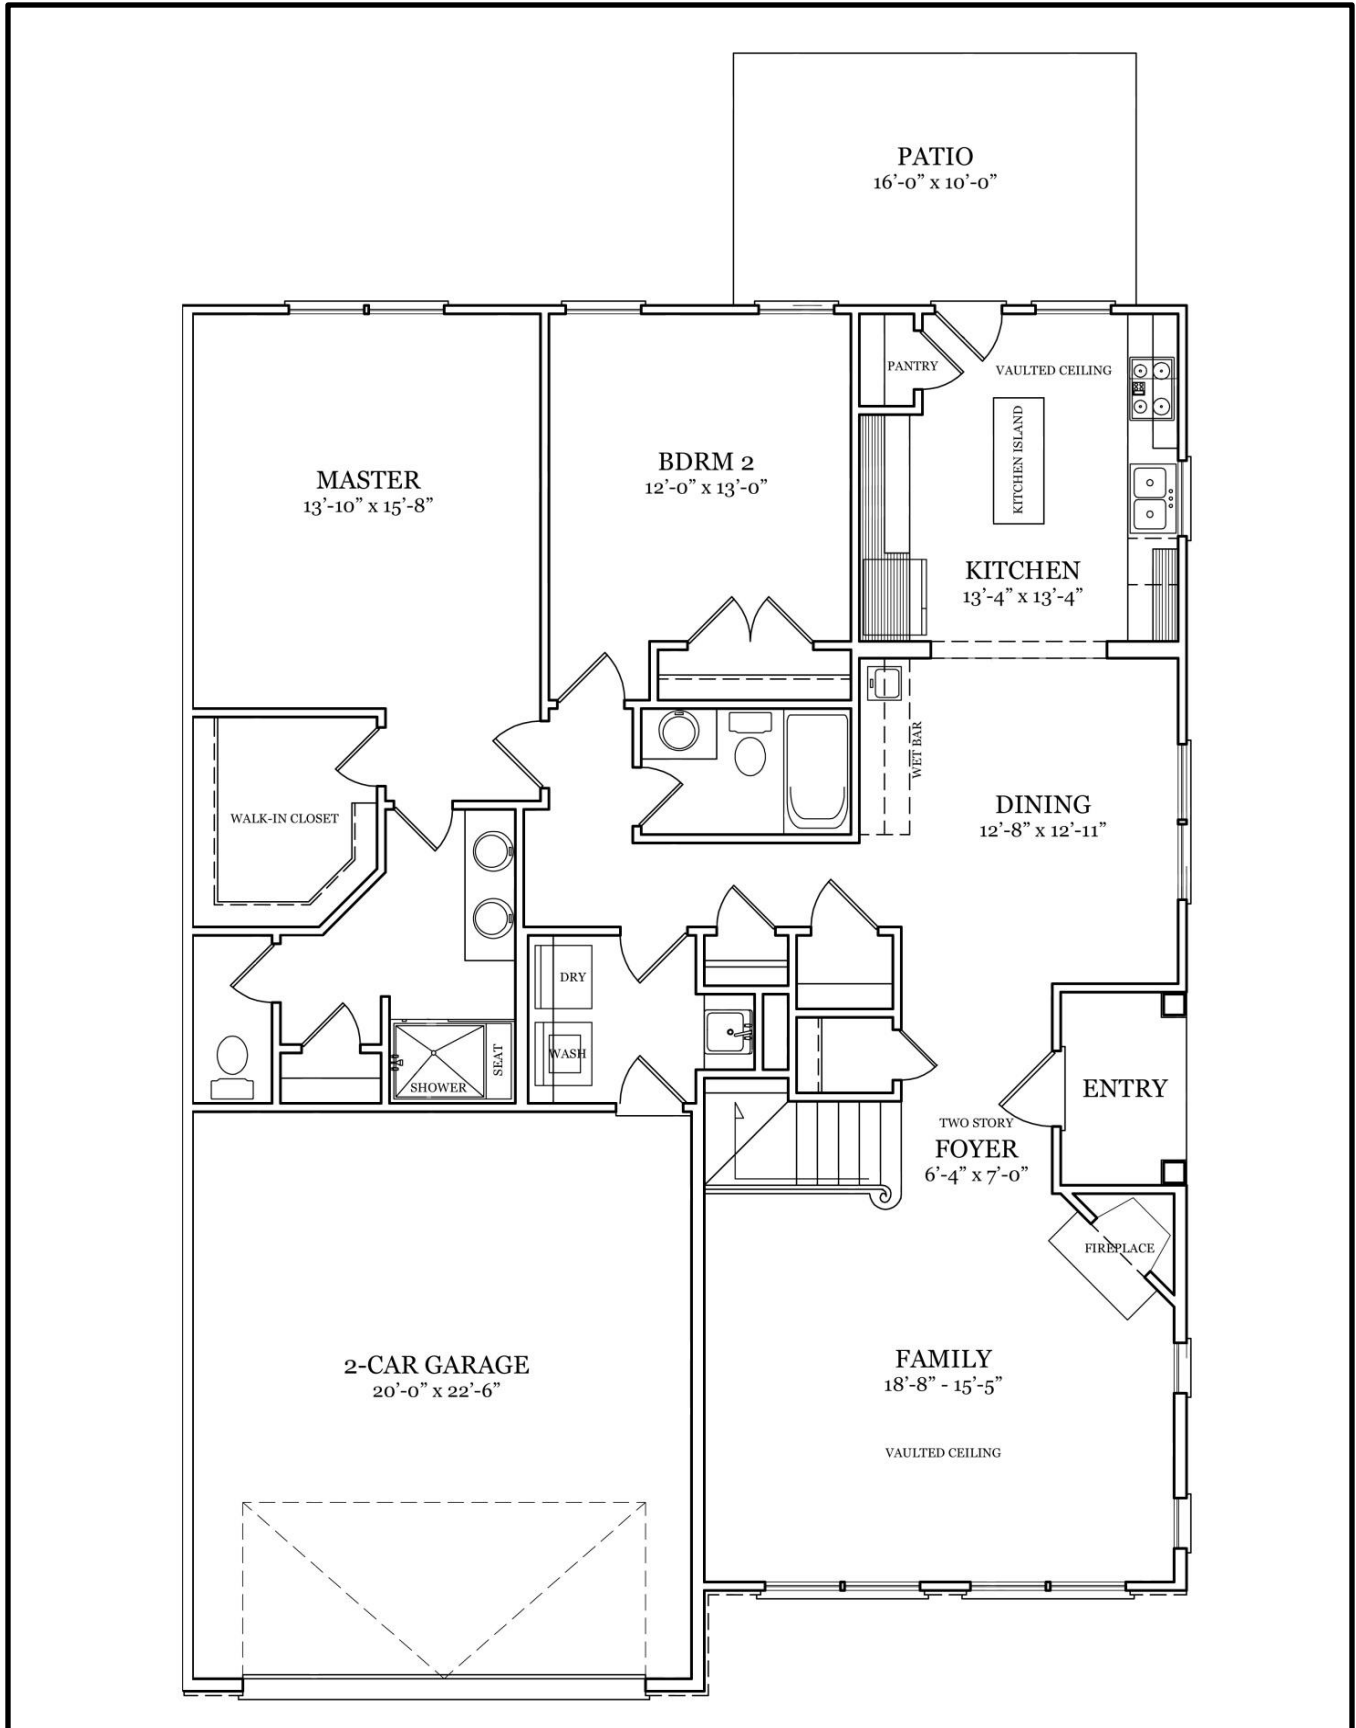 PATIO
16’-0” x 10’-0”
PANTRY
VAULTED CEILING
KITCHEN ISLAND
MASTER
13’-10” x 15’-8”
BDRM 2
12’-0” x 13’-0”
KITCHEN
13’-4” x 13’-4”
WET BAR
WALK-IN CLOSET
DINING
12’-8” x 12’-11”
DRY
WASH
SEAT
SHOWER
ENTRY
TWO STORY
FOYER
6’-4” x 7’-0”
FIREPLACE
2-CAR GARAGE
20’-0” x 22’-6”
FAMILY
18’-8” - 15’-5”
VAULTED CEILING